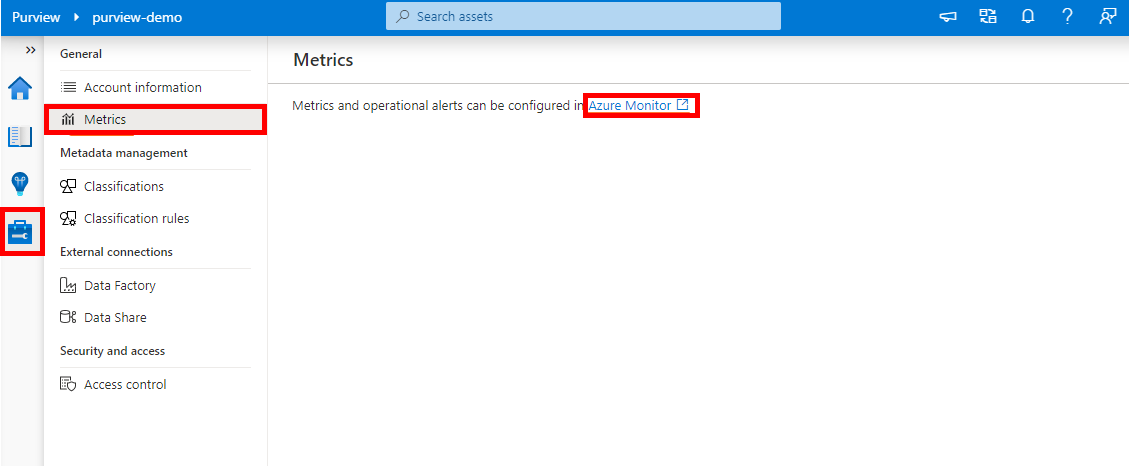 Purview purview-demo Search assets
General
Account information
Metrics
Metadata management
Classifications
Classification rules
External connections
Data Factory
Data Share
Security and access
Access control
Metrics
Metrics and operational alerts can be configured in Azure Monitor